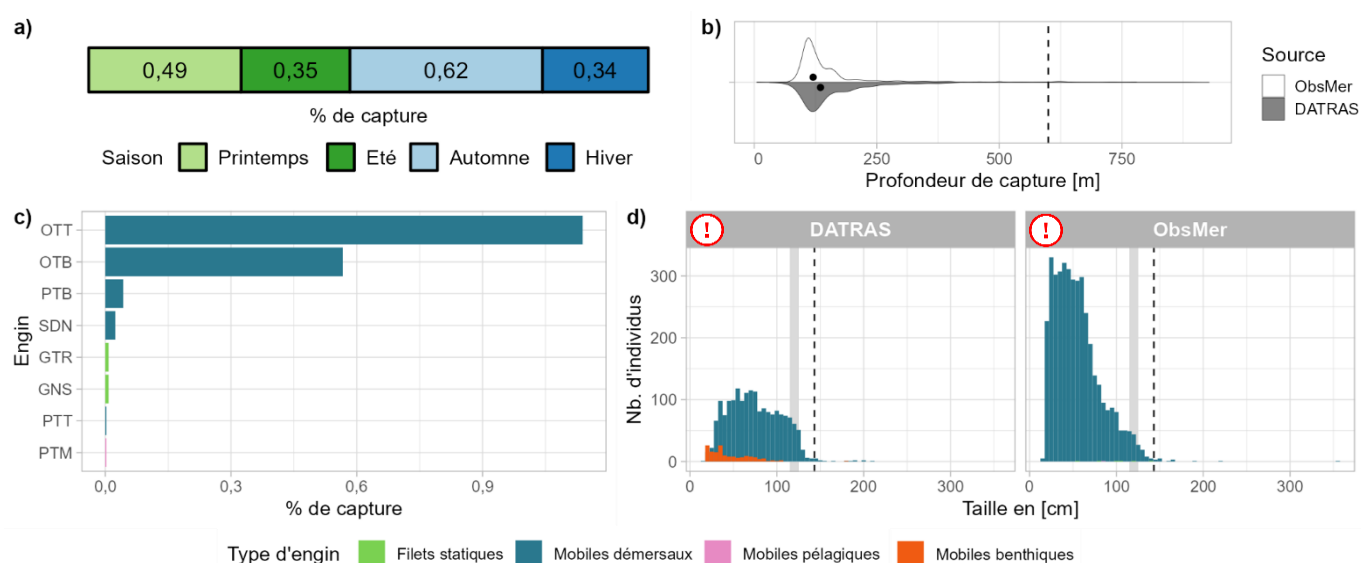 a)
0,49 0,35 0,62 0,34
% de capture
Saison Printemps Eté Automne Hiver
b)
0 250 500 750
Profondeur de capture [m]
Source
ObsMer
DATRAS
c)
Engin
OTT
OTB
PTB
SDN
GTR
GNS
PTT
PTM
0,0 0,3 0,6 0,9
% de capture
d)
! DATRAS ! ObsMer
Nb. d'individus
300
200
100
0
0 100 200 300 0 100 200 300
Taille en [cm]
Type d'engin Filets statiques Mobiles démersaux Mobiles pélagiques Mobiles benthiques